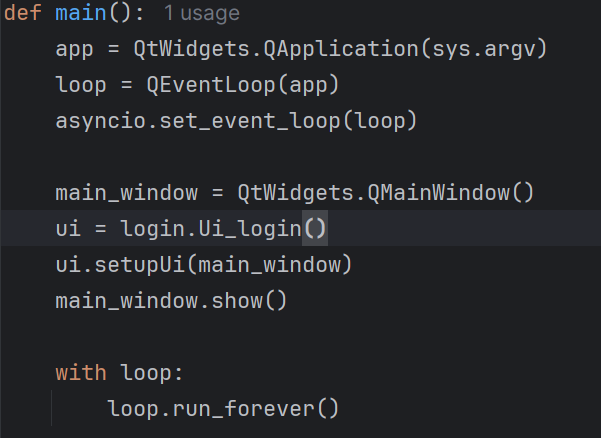 def main(): 1 usage
    app = QtWidgets.QApplication(sys.argv)
    loop = QEventLoop(app)
    asyncio.set_event_loop(loop)

    main_window = QtWidgets.QMainWindow()
    ui = login.Ui_login()
    ui.setupUi(main_window)
    main_window.show()

    with loop:
        loop.run_forever()